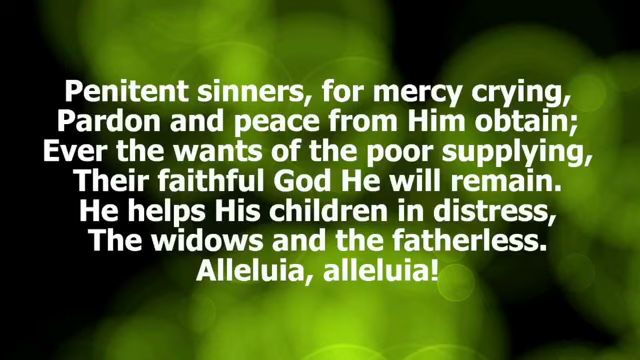 Penitent sinners, for mercy crying,
Pardon and peace from Him obtain;
Ever the wants of the poor supplying,
Their faithful God He will remain.
He helps His children in distress,
The widows and the fatherless.
Alleluia, alleluia!